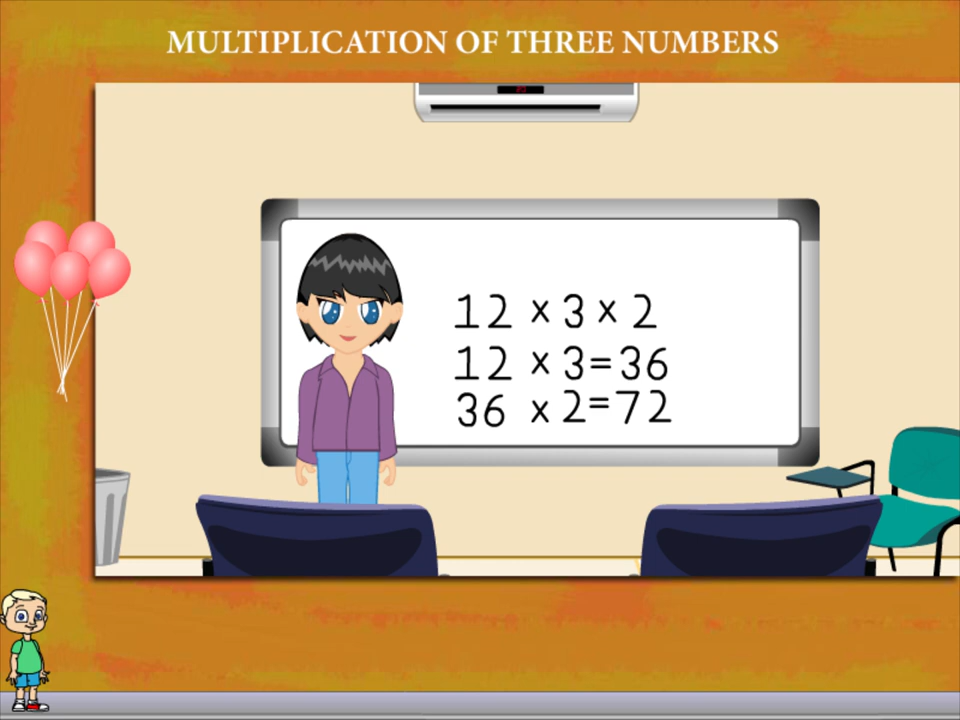 MULTIPLICATION OF THREE NUMBERS
12 × 3 × 2
12 × 3=36
36 × 2=72